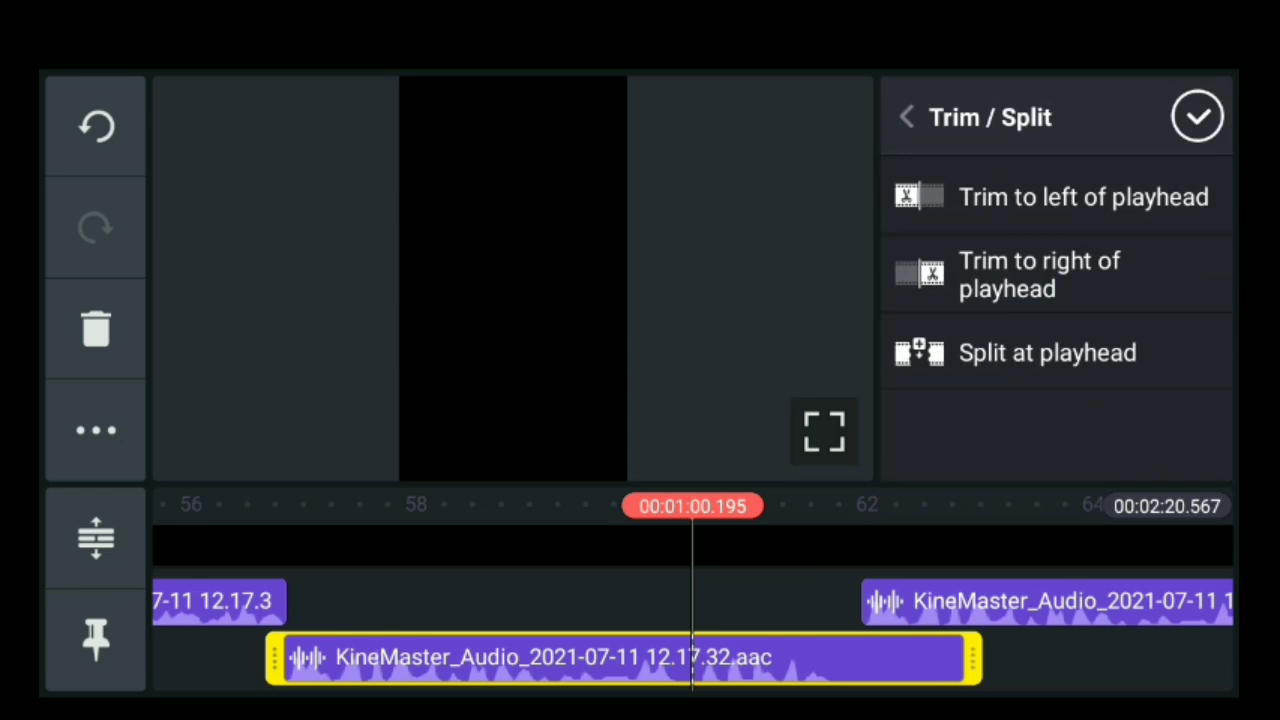 Trim / Split
Trim to left of playhead
Trim to right of
playhead
Split at playhead
56
58
00:01:00.195
62
64
00:02:20.567
7-11 12.17.3
KineMaster_Audio_2021-07-11 1
KineMaster_Audio_2021-07-11 12.17.32.aac